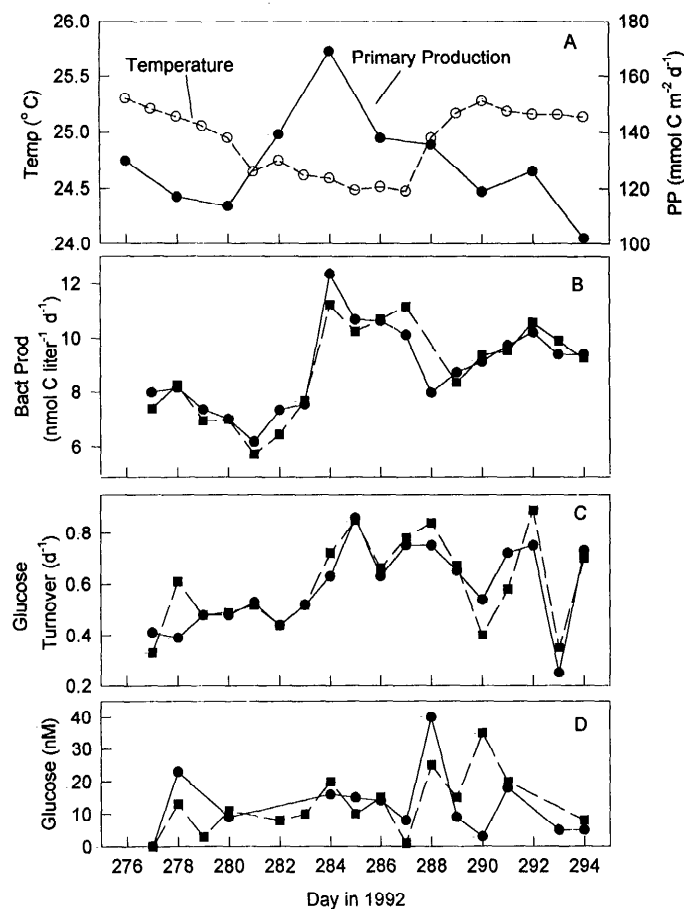 26.0
25.5
25.0
24.5
24.0
Temp (° C)
Temperature
Primary Production
A
180
160
140
120
100
PP (mmol C m-2 d-1)
12
10
8
6
Bact Prod
(nmol C liter-1 d-1)
B
0.8
0.6
0.4
0.2
Glucose
Turnover (d-1)
C
40
30
20
10
0
Glucose (nM)
D
276 278 280 282 284 286 288 290 292 294
Day in 1992